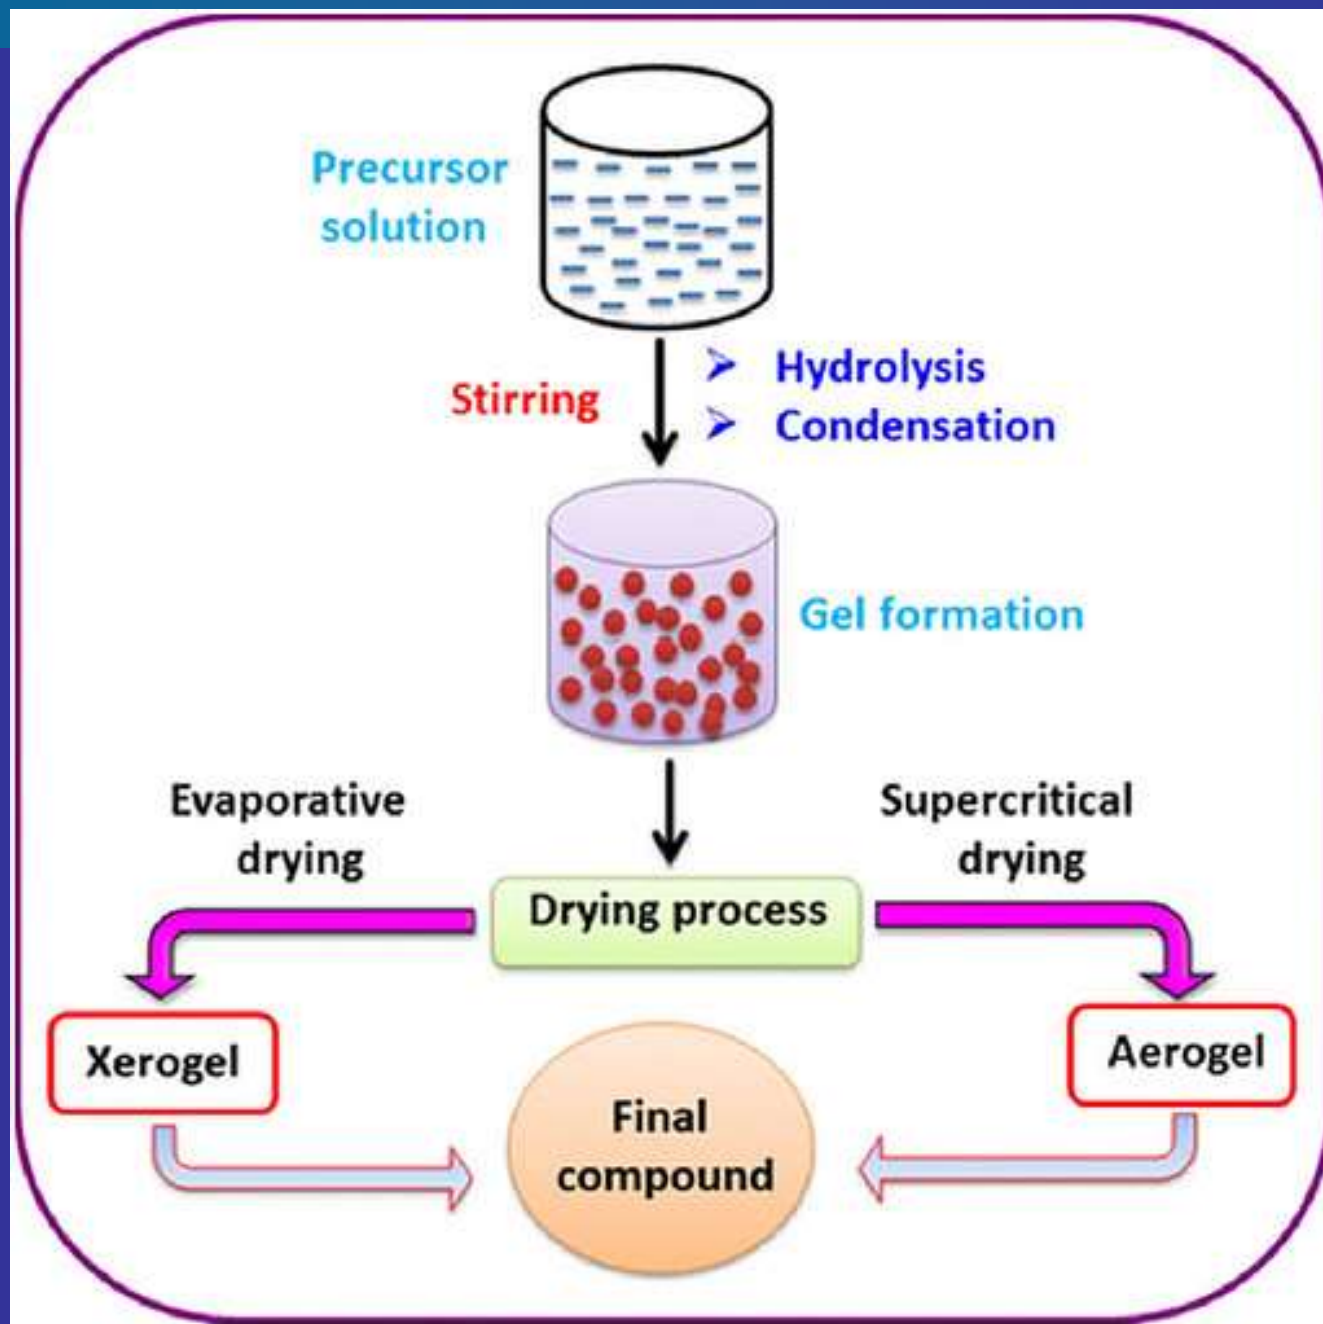 Precursor
solution
Stirring
Hydrolysis
Condensation
Gel formation
Evaporative
drying
Supercritical
drying
Drying process
Xerogel
Aerogel
Final
compound